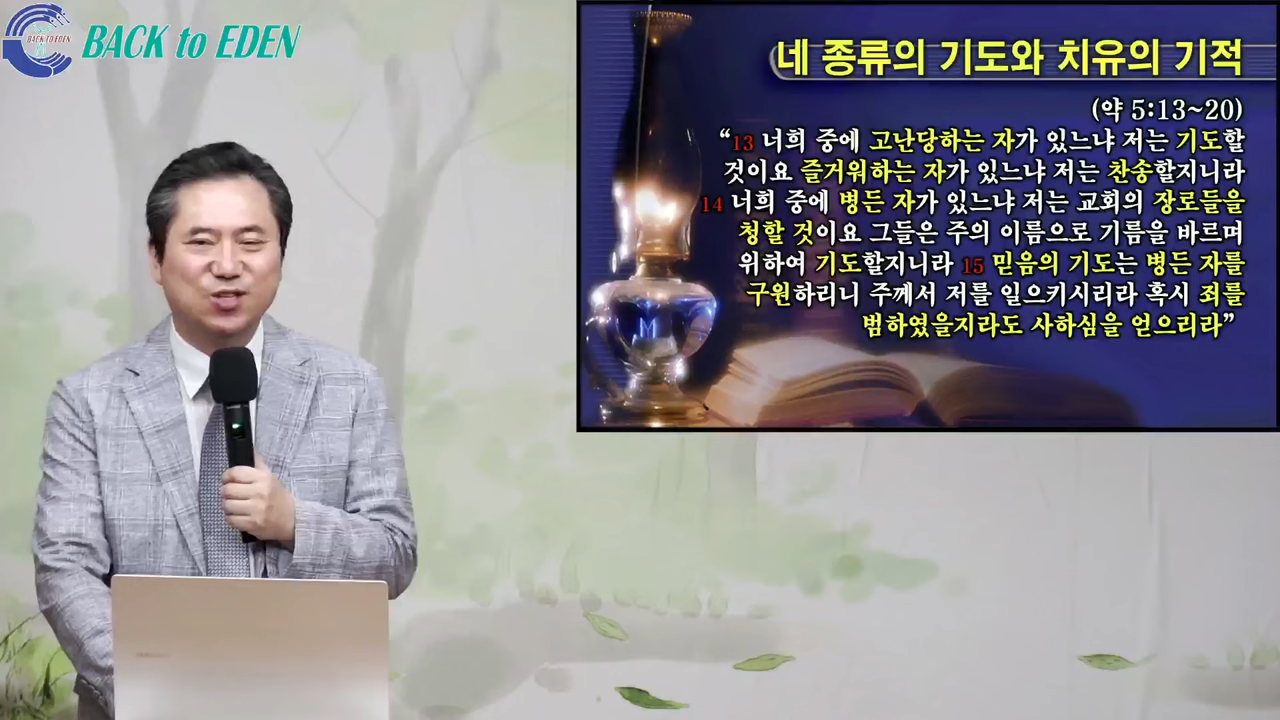 BACK TO EDEN
BACK to EDEN
네 종류의 기도와 치유의 기적
(약 5:13~20)
“13 너희 중에 고난당하는 자가 있느냐 저는 기도할
것이요 즐거워하는 자가 있느냐 저는 찬송할지니라
14 너희 중에 병든 자가 있느냐 저는 교회의 장로들을
청할 것이요 그들은 주의 이름으로 기름을 바르며
위하여 기도할지니라 15 믿음의 기도는 병든 자를
구원하리니 주께서 저를 일으키시리라 혹시 죄를
범하였을지라도 사하심을 얻으리라”
M